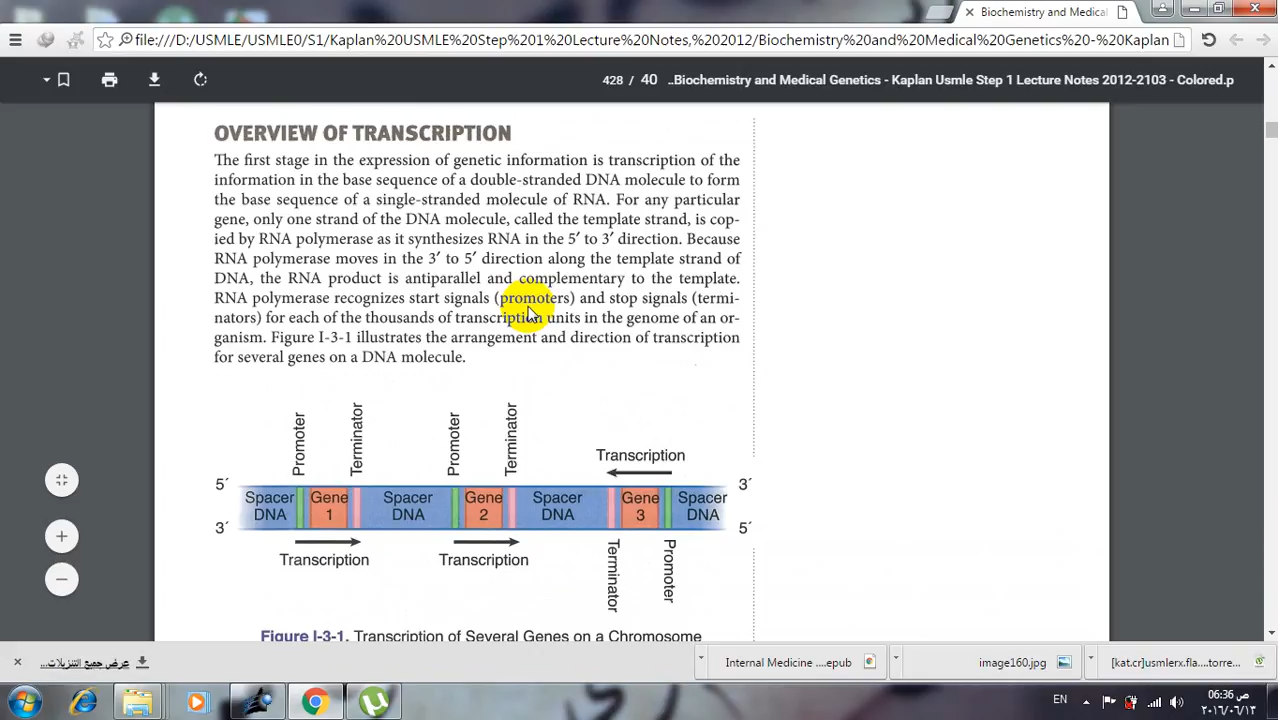 Biochemistry and Medical
file:///D:/USMLE/USMLE0/S1/Kaplan%20USMLE%20Step%201%20Lecture%20Notes,%202012/Biochemistry%20and%20Medical%20Genetics%20-%20Kaplan
428 / 40
..Biochemistry and Medical Genetics - Kaplan Usmle Step 1 Lecture Notes 2012-2103 - Colored.p
OVERVIEW OF TRANSCRIPTION
The first stage in the expression of genetic information is transcription of the
information in the base sequence of a double-stranded DNA molecule to form
the base sequence of a single-stranded molecule of RNA. For any particular
gene, only one strand of the DNA molecule, called the template strand, is cop-
ied by RNA polymerase as it synthesizes RNA in the 5′ to 3′ direction. Because
RNA polymerase moves in the 3′ to 5′ direction along the template strand of
DNA, the RNA product is antiparallel and complementary to the template.
RNA polymerase recognizes start signals (promoters) and stop signals (termi-
nators) for each of the thousands of transcription units in the genome of an or-
ganism. Figure I-3-1 illustrates the arrangement and direction of transcription
for several genes on a DNA molecule.
Promoter
Terminator
Promoter
Terminator
Transcription
5′
3′
Spacer
DNA
Gene
1
Spacer
DNA
Gene
2
Spacer
DNA
Gene
3
Spacer
DNA
3′
5′
Transcription
Transcription
Terminator
Promoter
Figure I-3-1. Transcription of Several Genes on a Chromosome
عرض جميع التنزيلات...
Internal Medicine ...epub
image160.jpg
[kat.cr]usmlerx.fla....torre...
EN
06:36 ص
٢٠١٦/٠٦/١٣